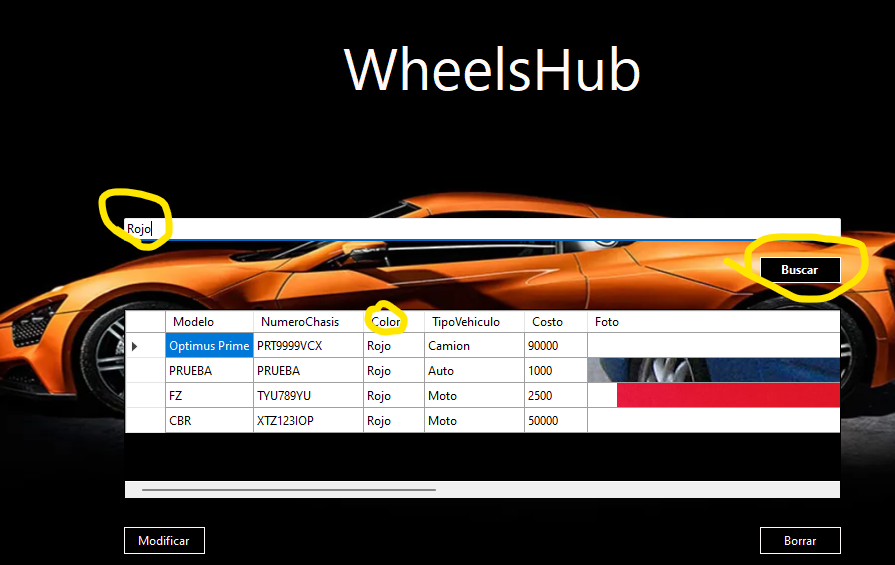 WheelsHub
Rojo
Buscar
Modelo NumeroChasis Color TipoVehiculo Costo Foto
Optimus Prime PRT9999VCX Rojo Camion 90000
PRUEBA PRUEBA Rojo Auto 1000
FZ TYU789YU Rojo Moto 2500
CBR XTZ123IOP Rojo Moto 50000
Modificar Borrar